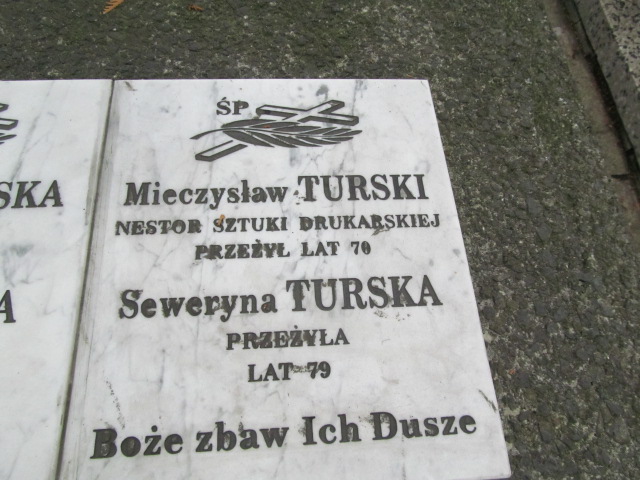 ŚP
Mieczysław TURSKI
NESTOR SZTUKI DRUKARSKIEJ
PRZEŻYŁ LAT 70
Seweryna TURSKA
PRZEŻYŁA
LAT 79
Boże zbaw Ich Dusze